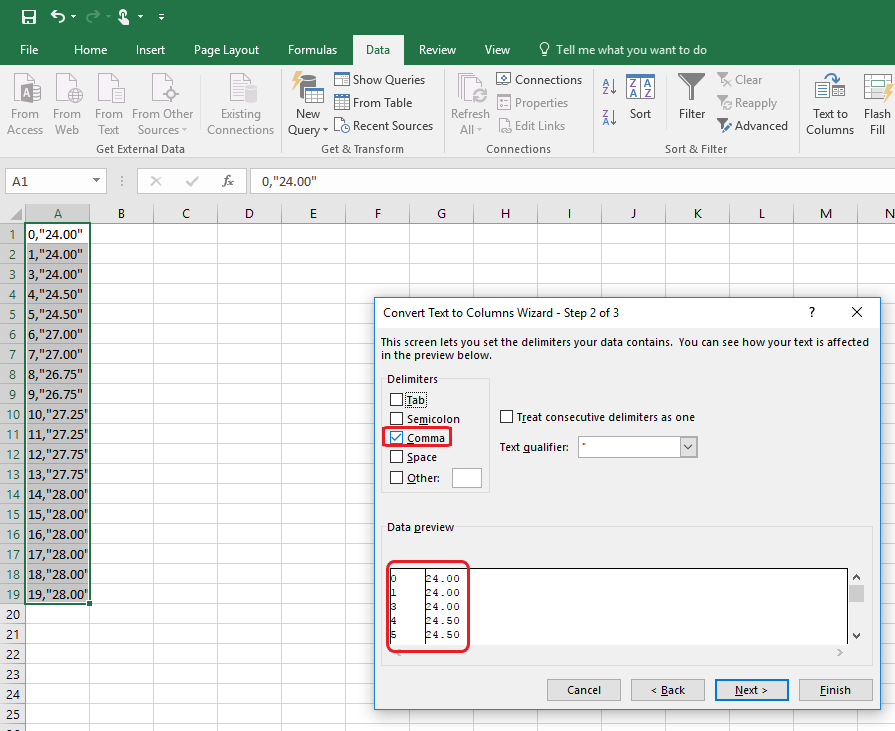 File Home Insert Page Layout Formulas Data Review View Tell me what you want to do
From Access
From Web
From Text
From Other Sources
Existing Connections
Get External Data
New Query
Show Queries
From Table
Recent Sources
Get & Transform
Refresh All
Connections
Properties
Edit Links
Connections
Sort
Filter
Clear
Reapply
Advanced
Sort & Filter
Text to Columns
Flash Fill
A1 fx 0,"24.00"
A B C D E F G H I J K L M N
1 0,"24.00"
2 1,"24.00"
3 3,"24.00"
4 4,"24.50"
5 5,"24.50"
6 6,"27.00"
7 7,"27.00"
8 8,"26.75"
9 9,"26.75"
10 10,"27.25"
11 11,"27.25"
12 12,"27.75"
13 13,"27.75"
14 14,"28.00"
15 15,"28.00"
16 16,"28.00"
17 17,"28.00"
18 18,"28.00"
19 19,"28.00"
20
21
22
23
24
25
Convert Text to Columns Wizard - Step 2 of 3 ?
This screen lets you set the delimiters your data contains. You can see how your text is affected
in the preview below.
Delimiters
Tab
Semicolon
Comma
Space
Other:
Treat consecutive delimiters as one
Text qualifier: "
Data preview
0 24.00
1 24.00
3 24.00
4 24.50
5 24.50
Cancel < Back Next > Finish